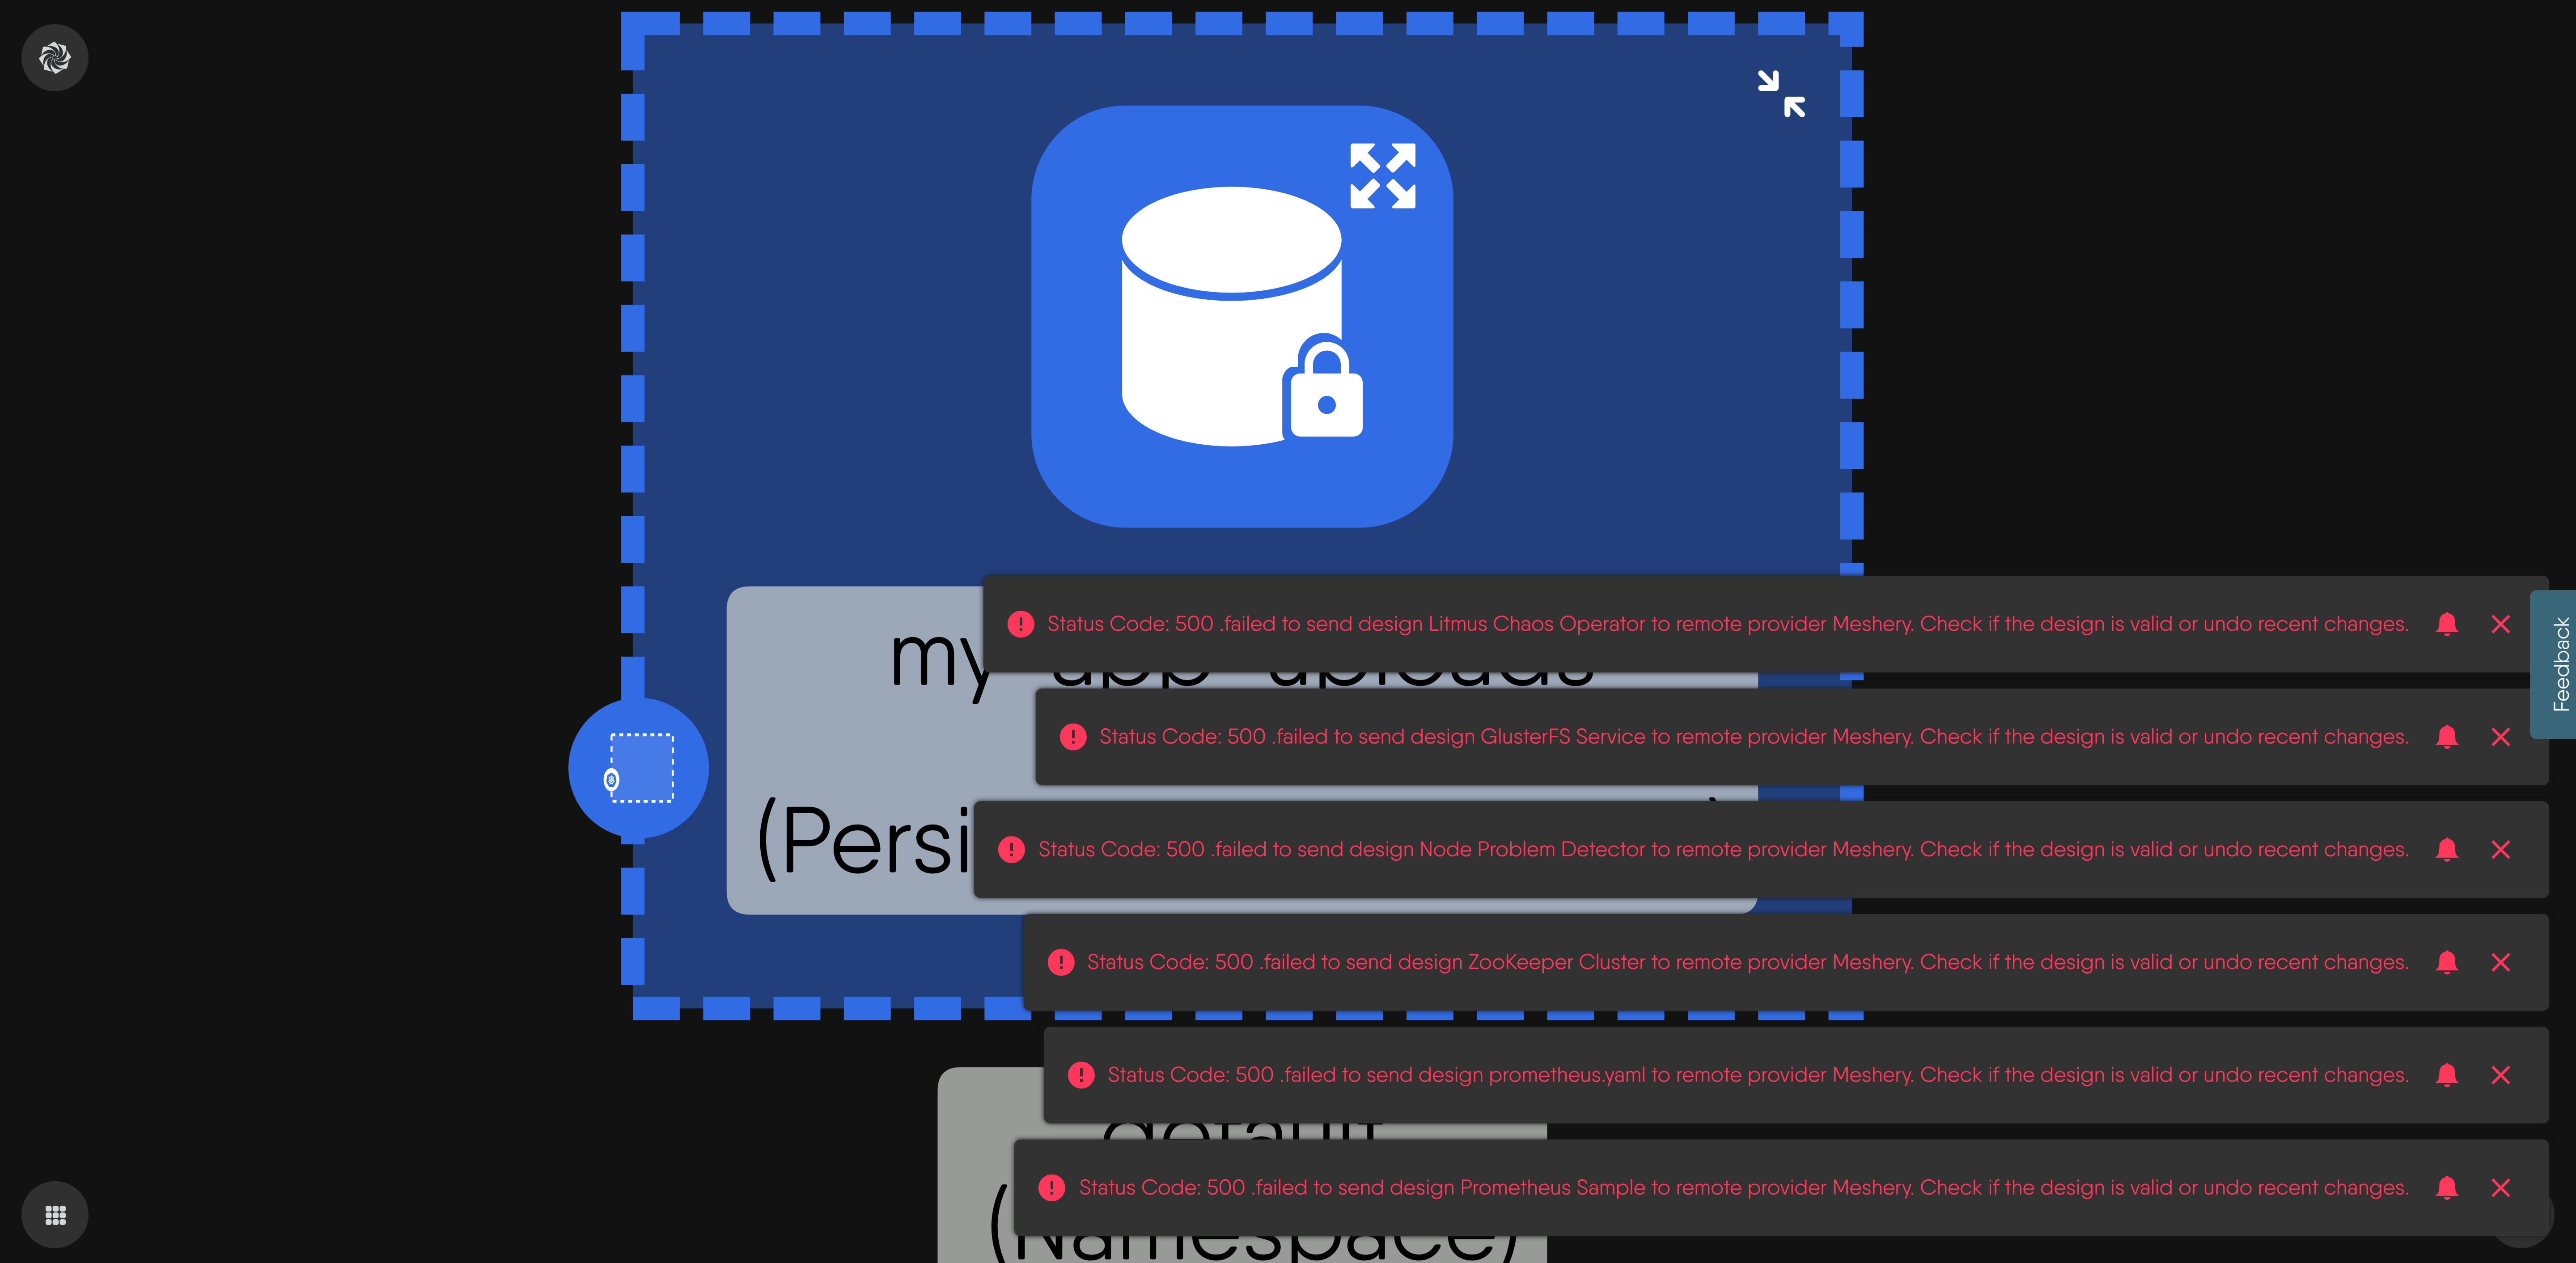 my app uploads
Status Code: 500 .failed to send design Litmus Chaos Operator to remote provider Meshery. Check if the design is valid or undo recent changes.
Feedback
Status Code: 500 .failed to send design GlusterFS Service to remote provider Meshery. Check if the design is valid or undo recent changes.
(Persi
Status Code: 500 .failed to send design Node Problem Detector to remote provider Meshery. Check if the design is valid or undo recent changes.
Status Code: 500 .failed to send design ZooKeeper Cluster to remote provider Meshery. Check if the design is valid or undo recent changes.
Status Code: 500 .failed to send design prometheus.yaml to remote provider Meshery. Check if the design is valid or undo recent changes.
default
Status Code: 500 .failed to send design Prometheus Sample to remote provider Meshery. Check if the design is valid or undo recent changes.
(Namespace)